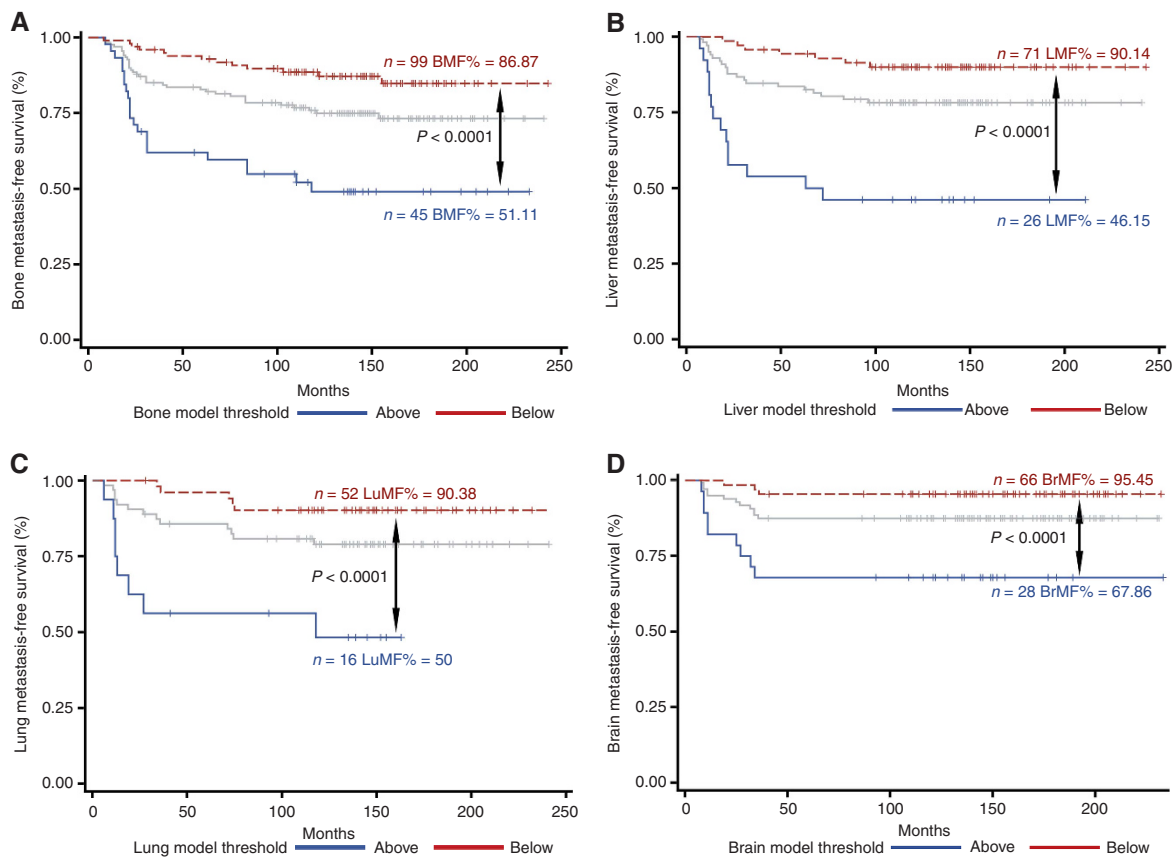 A
Bone metastasis-free survival (%)
1.00
0.75
0.50
0.25
0.00
n = 99 BMF% = 86.87
P < 0.0001
n = 45 BMF% = 51.11
0 50 100 150 200 250
Months
Bone model threshold Above Below
B
Liver metastasis-free survival (%)
1.00
0.75
0.50
0.25
0.00
n = 71 LMF% = 90.14
P < 0.0001
n = 26 LMF% = 46.15
0 50 100 150 200 250
Months
Liver model threshold Above Below
C
Lung metastasis-free survival (%)
1.00
0.75
0.50
0.25
0.00
n = 52 LuMF% = 90.38
P < 0.0001
n = 16 LuMF% = 50
0 50 100 150 200 250
Months
Lung model threshold Above Below
D
Brain metastasis-free survival (%)
1.00
0.75
0.50
0.25
0.00
n = 66 BrMF% = 95.45
P < 0.0001
n = 28 BrMF% = 67.86
0 50 100 150 200
Months
Brain model threshold Above Below